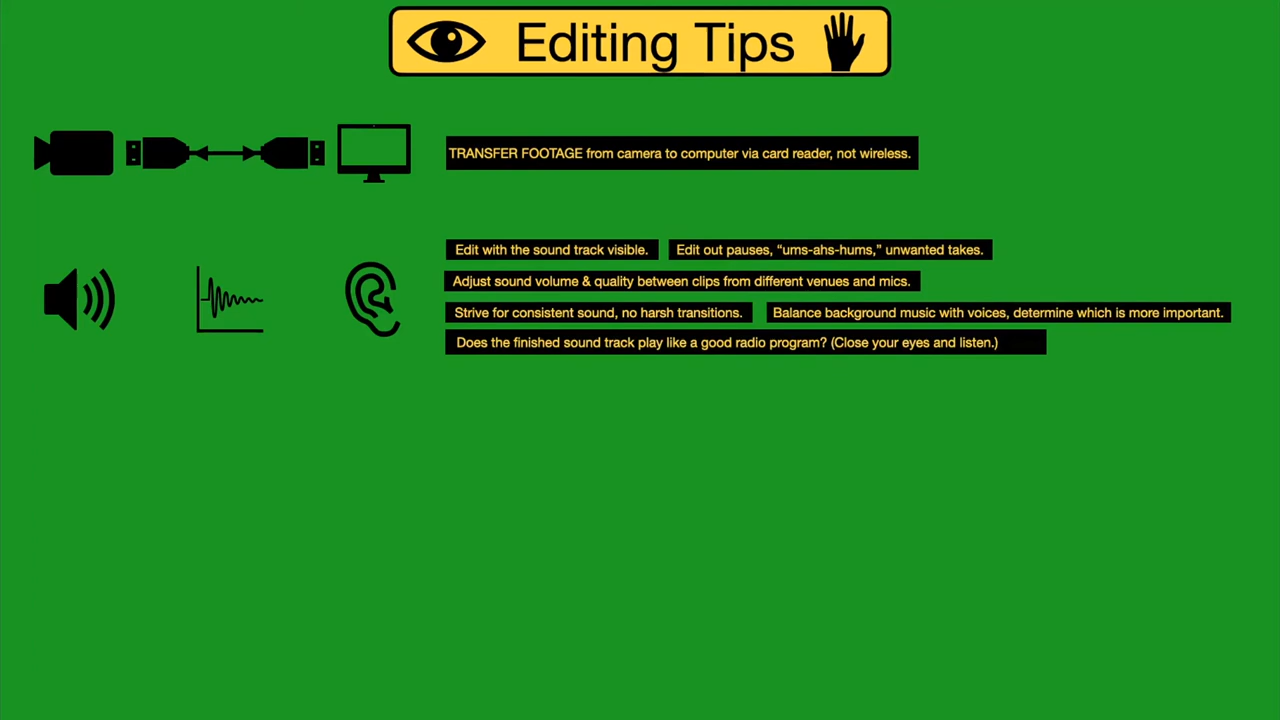 Editing Tips
TRANSFER FOOTAGE from camera to computer via card reader, not wireless.
Edit with the sound track visible. Edit out pauses, “ums-ahs-hums,” unwanted takes.
Adjust sound volume & quality between clips from different venues and mics.
Strive for consistent sound, no harsh transitions. Balance background music with voices, determine which is more important.
Does the finished sound track play like a good radio program? (Close your eyes and listen.)